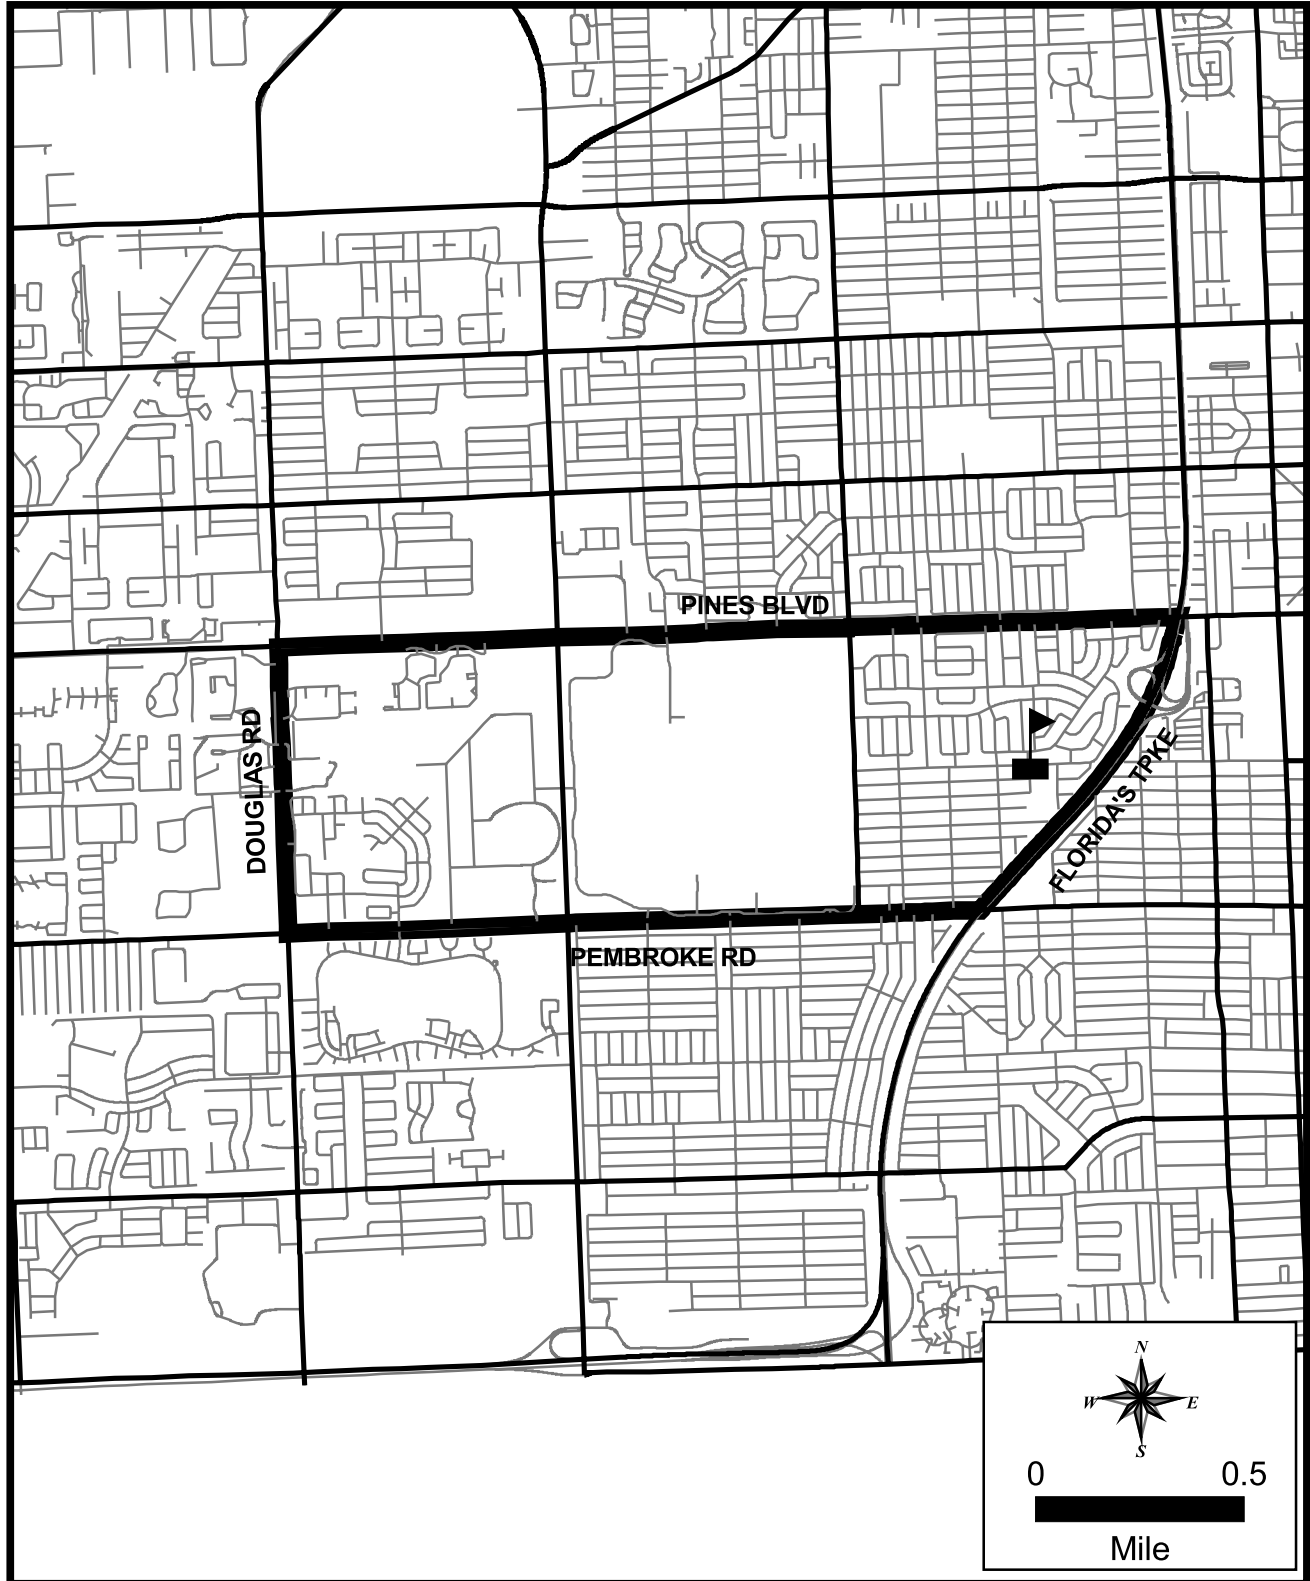 PINES BLVD
DOUGLAS RD
FLORIDA'S TPKE
PEMBROKE RD
N
W E
S
0 0.5
Mile